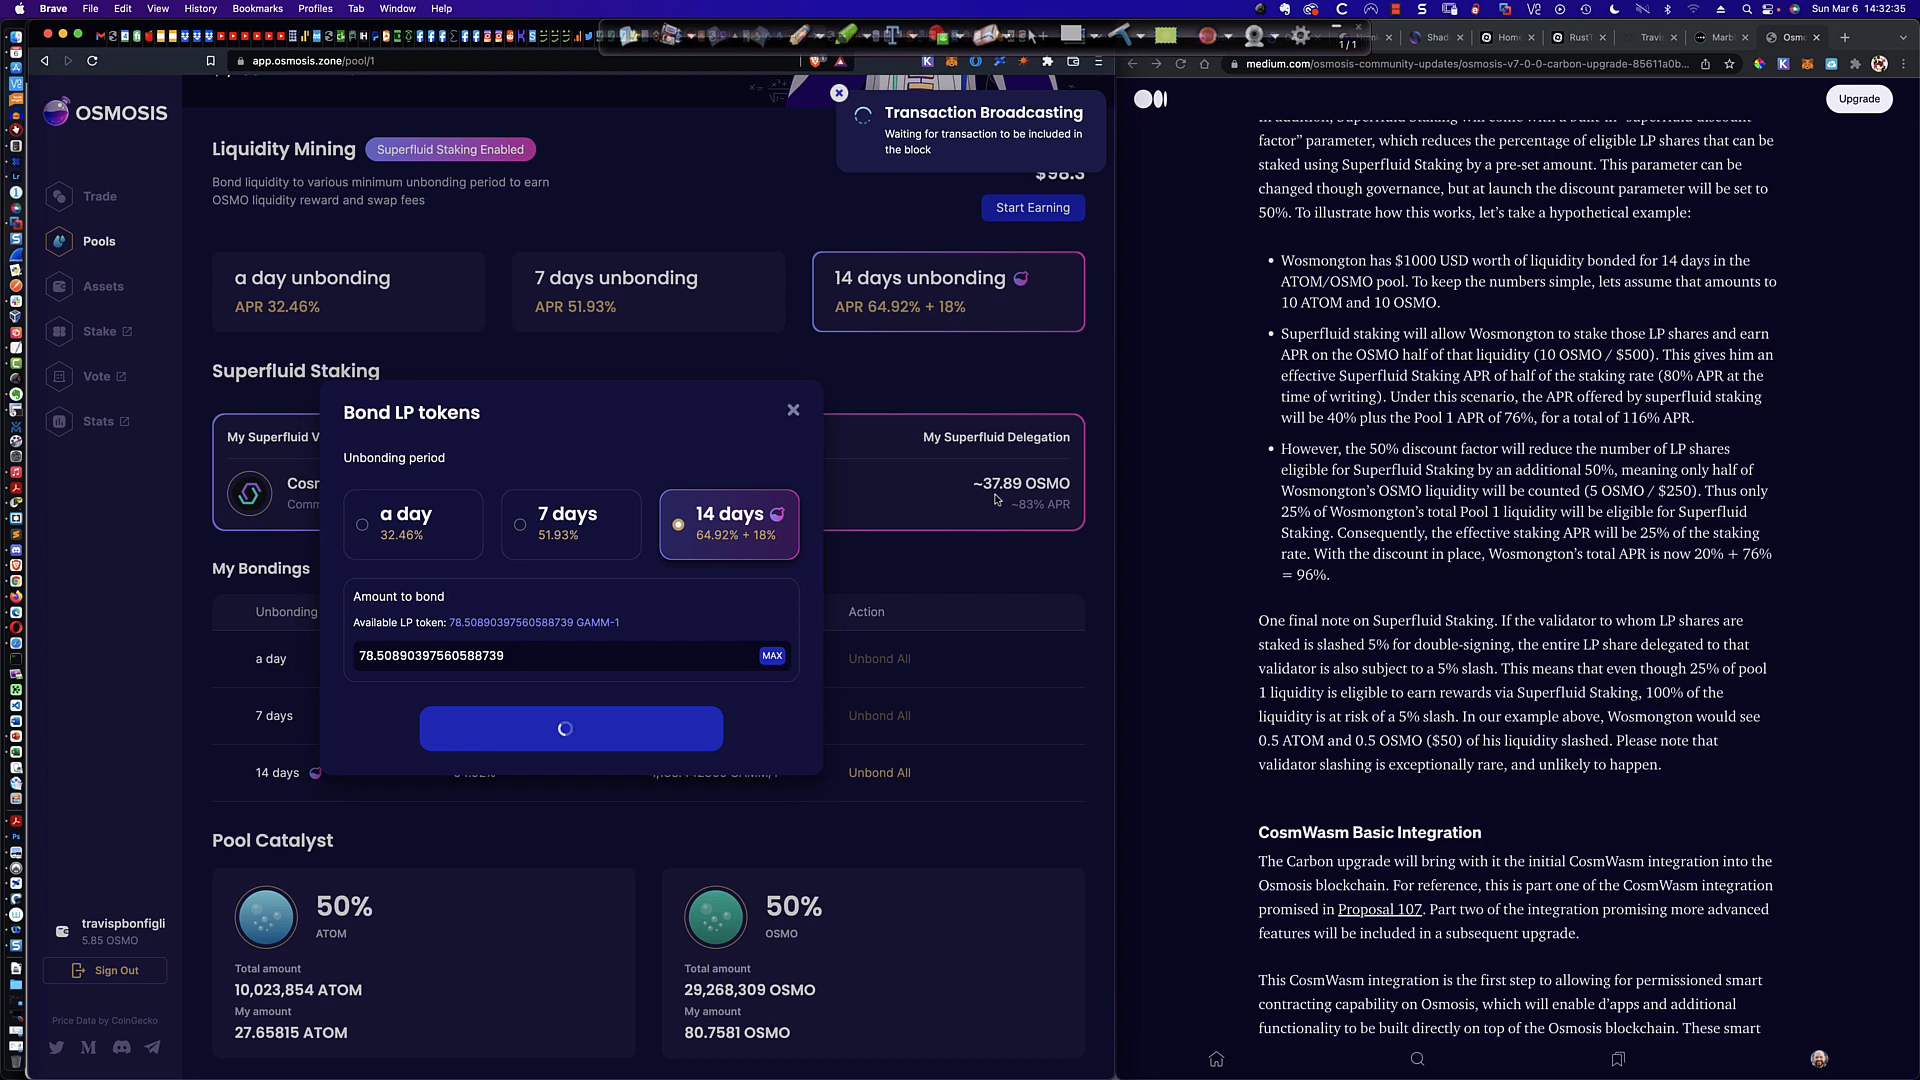 Brave File Edit View History Bookmarks Profiles Tab Window Help
Sun Mar 6 14:32:35
app.osmosis.zone/pool/1
1/1
Shad
Home
RustT
Travis
Marbl
Osmo
medium.com/osmosis-community-updates/osmosis-v7-0-0-carbon-upgrade-85611a0b...
OSMOSIS
Trade
Pools
Assets
Stake
Vote
Stats
travispbonfigli
5.85 OSMO
Sign Out
Price Data by CoinGecko
Liquidity Mining
Superfluid Staking Enabled
Bond liquidity to various minimum unbonding period to earn
OSMO liquidity reward and swap fees
Transaction Broadcasting
Waiting for transaction to be included in
the block
$98.3
Start Earning
a day unbonding
APR 32.46%
7 days unbonding
APR 51.93%
14 days unbonding
APR 64.92% + 18%
Superfluid Staking
My Superfluid V
Cosm
Comm
My Superfluid Delegation
~37.89 OSMO
~83% APR
Bond LP tokens
Unbonding period
a day
32.46%
7 days
51.93%
14 days
64.92% + 18%
Amount to bond
Available LP token: 78.50890397560588739 GAMM-1
78.50890397560588739
MAX
My Bondings
Unbonding
Action
a day
Unbond All
7 days
Unbond All
14 days
Unbond All
Pool Catalyst
50%
ATOM
Total amount
10,023,854 ATOM
My amount
27.65815 ATOM
50%
OSMO
Total amount
29,268,309 OSMO
My amount
80.7581 OSMO
Upgrade
factor” parameter, which reduces the percentage of eligible LP shares that can be
staked using Superfluid Staking by a pre-set amount. This parameter can be
changed though governance, but at launch the discount parameter will be set to
50%. To illustrate how this works, let’s take a hypothetical example:
• Wosmongton has $1000 USD worth of liquidity bonded for 14 days in the
ATOM/OSMO pool. To keep the numbers simple, lets assume that amounts to
10 ATOM and 10 OSMO.
• Superfluid staking will allow Wosmongton to stake those LP shares and earn
APR on the OSMO half of that liquidity (10 OSMO / $500). This gives him an
effective Superfluid Staking APR of half of the staking rate (80% APR at the
time of writing). Under this scenario, the APR offered by superfluid staking
will be 40% plus the Pool 1 APR of 76%, for a total of 116% APR.
• However, the 50% discount factor will reduce the number of LP shares
eligible for Superfluid Staking by an additional 50%, meaning only half of
Wosmongton’s OSMO liquidity will be counted (5 OSMO / $250). Thus only
25% of Wosmongton’s total Pool 1 liquidity will be eligible for Superfluid
Staking. Consequently, the effective staking APR will be 25% of the staking
rate. With the discount in place, Wosmongton’s total APR is now 20% + 76%
= 96%.
One final note on Superfluid Staking. If the validator to whom LP shares are
staked is slashed 5% for double-signing, the entire LP share delegated to that
validator is also subject to a 5% slash. This means that even though 25% of pool
1 liquidity is eligible to earn rewards via Superfluid Staking, 100% of the
liquidity is at risk of a 5% slash. In our example above, Wosmongton would see
0.5 ATOM and 0.5 OSMO ($50) of his liquidity slashed. Please note that
validator slashing is exceptionally rare, and unlikely to happen.
CosmWasm Basic Integration
The Carbon upgrade will bring with it the initial CosmWasm integration into the
Osmosis blockchain. For reference, this is part one of the CosmWasm integration
promised in Proposal 107. Part two of the integration promising more advanced
features will be included in a subsequent upgrade.
This CosmWasm integration is the first step to allowing for permissioned smart
contracting capability on Osmosis, which will enable d’apps and additional
functionality to be built directly on top of the Osmosis blockchain. These smart